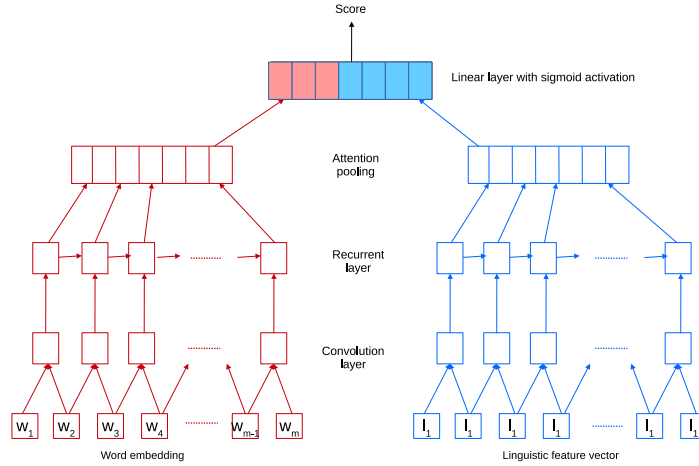 Score
Linear layer with sigmoid activation
Attention
pooling
Recurrent
layer
............
............
Convolution
layer
............
............
w1 w2 w3 w4 ............ wm-1 wm
l1 l1 l1 l1 ............ l1 l1
Word embedding
Linguistic feature vector